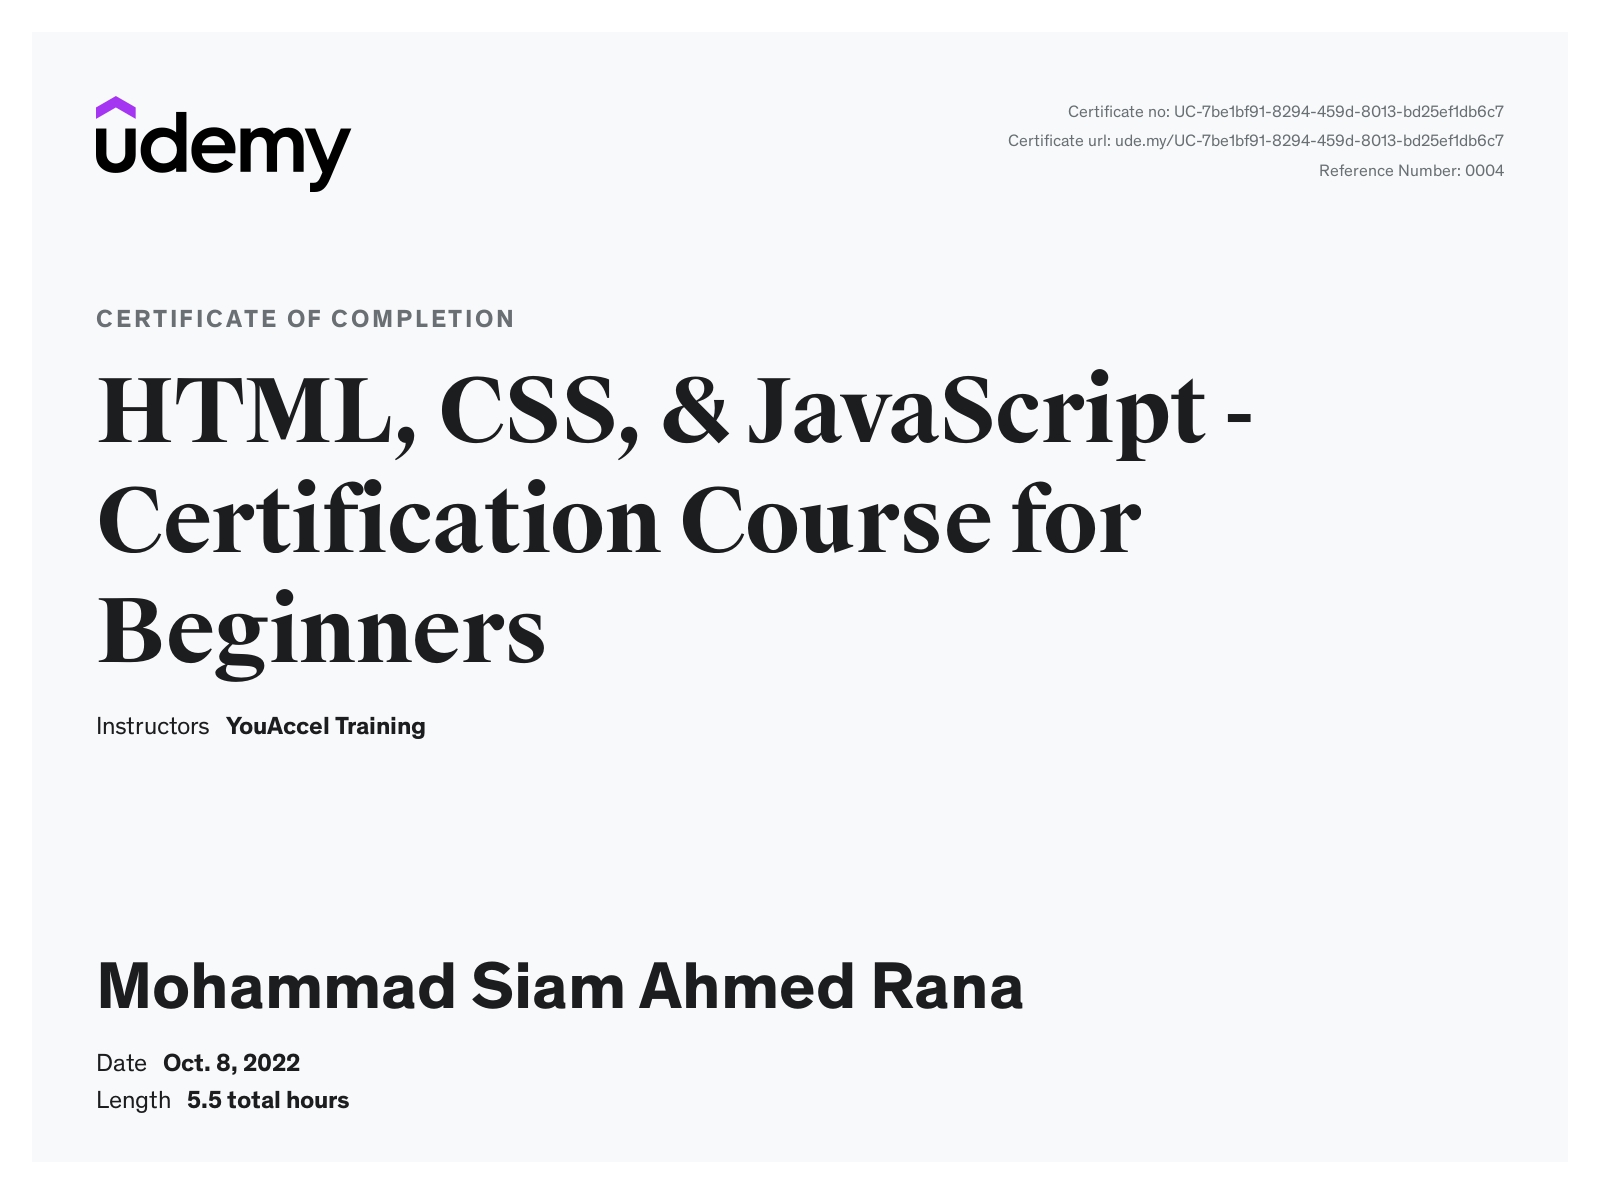 udemy
Certificate no: UC-7be1bf91-8294-459d-8013-bd25ef1db6c7
Certificate url: ude.my/UC-7be1bf91-8294-459d-8013-bd25ef1db6c7
Reference Number: 0004
CERTIFICATE OF COMPLETION
HTML, CSS, & JavaScript -
Certification Course for
Beginners
Instructors YouAccel Training
Mohammad Siam Ahmed Rana
Date Oct. 8, 2022
Length 5.5 total hours